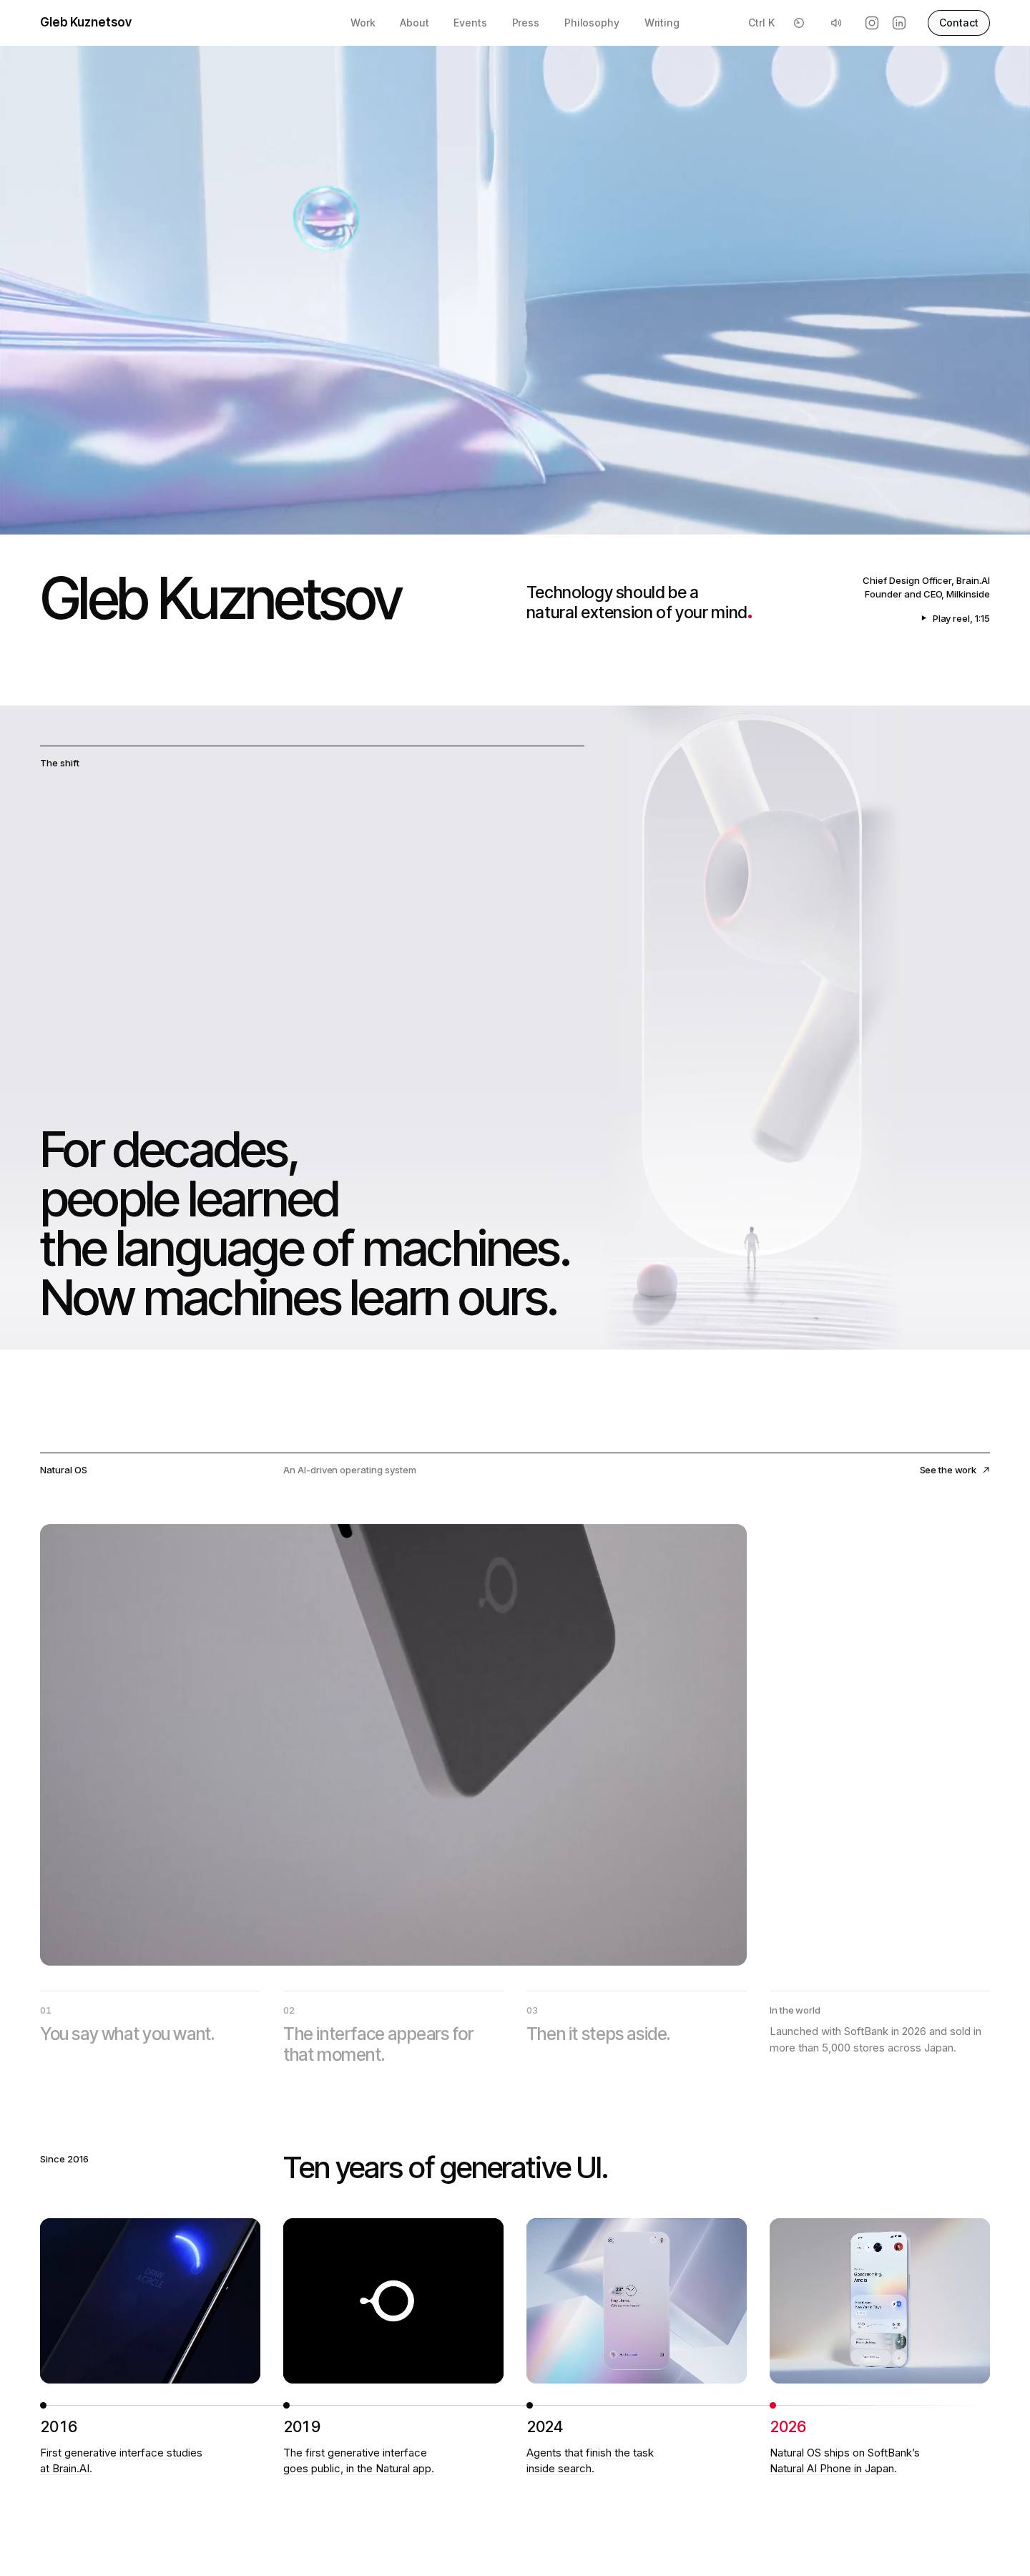 Gleb Kuznetsov
Work
About
Events
Press
Philosophy
Writing
Ctrl K
Contact
Gleb Kuznetsov
Technology should be a
natural extension of your mind.
Chief Design Officer, Brain.AI
Founder and CEO, Milkinside
Play reel, 1:15
The shift
For decades,
people learned
the language of machines.
Now machines learn ours.
Natural OS
An AI-driven operating system
See the work
01
You say what you want.
02
The interface appears for
that moment.
03
Then it steps aside.
In the world
Launched with SoftBank in 2026 and sold in
more than 5,000 stores across Japan.
Since 2016
Ten years of generative UI.
DRAW
A CIRCLE
2016
First generative interface studies
at Brain.AI.
2019
The first generative interface
goes public, in the Natural app.
2024
Agents that finish the task
inside search.
2026
Natural OS ships on SoftBank’s
Natural AI Phone in Japan.